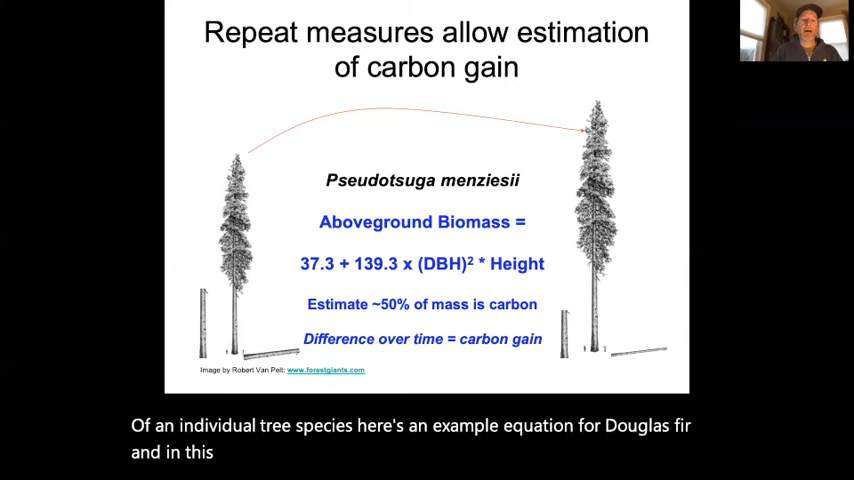 Repeat measures allow estimation
of carbon gain
Pseudotsuga menziesii
Aboveground Biomass =
37.3 + 139.3 x (DBH)² * Height
Estimate ~50% of mass is carbon
Difference over time = carbon gain
Image by Robert Van Pelt: www.forestgiants.com
Of an individual tree species here's an example equation for Douglas fir
and in this